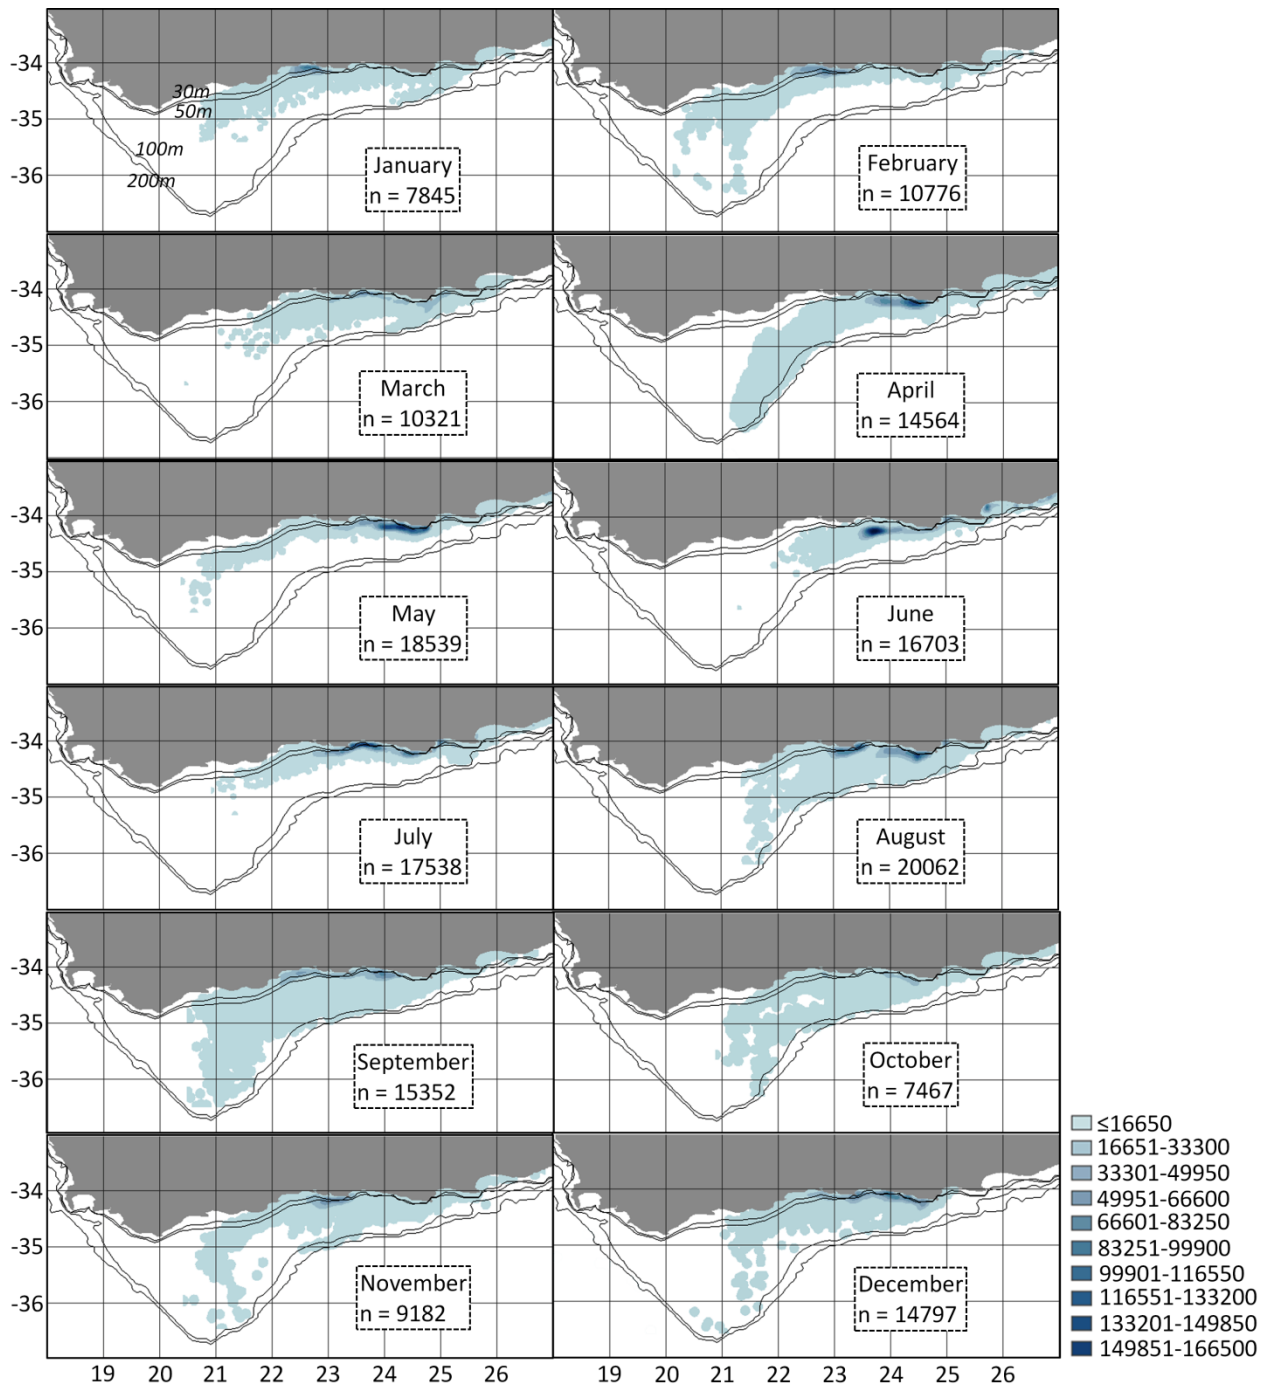 -34
-35
-36
30m
50m
100m
200m
January
n = 7845
February
n = 10776
-34
-35
-36
March
n = 10321
April
n = 14564
-34
-35
-36
May
n = 18539
June
n = 16703
-34
-35
-36
July
n = 17538
August
n = 20062
-34
-35
-36
September
n = 15352
October
n = 7467
-34
-35
-36
November
n = 9182
December
n = 14797
19 20 21 22 23 24 25 26 19 20 21 22 23 24 25 26
≤16650
16651-33300
33301-49950
49951-66600
66601-83250
83251-99900
99901-116550
116551-133200
133201-149850
149851-166500